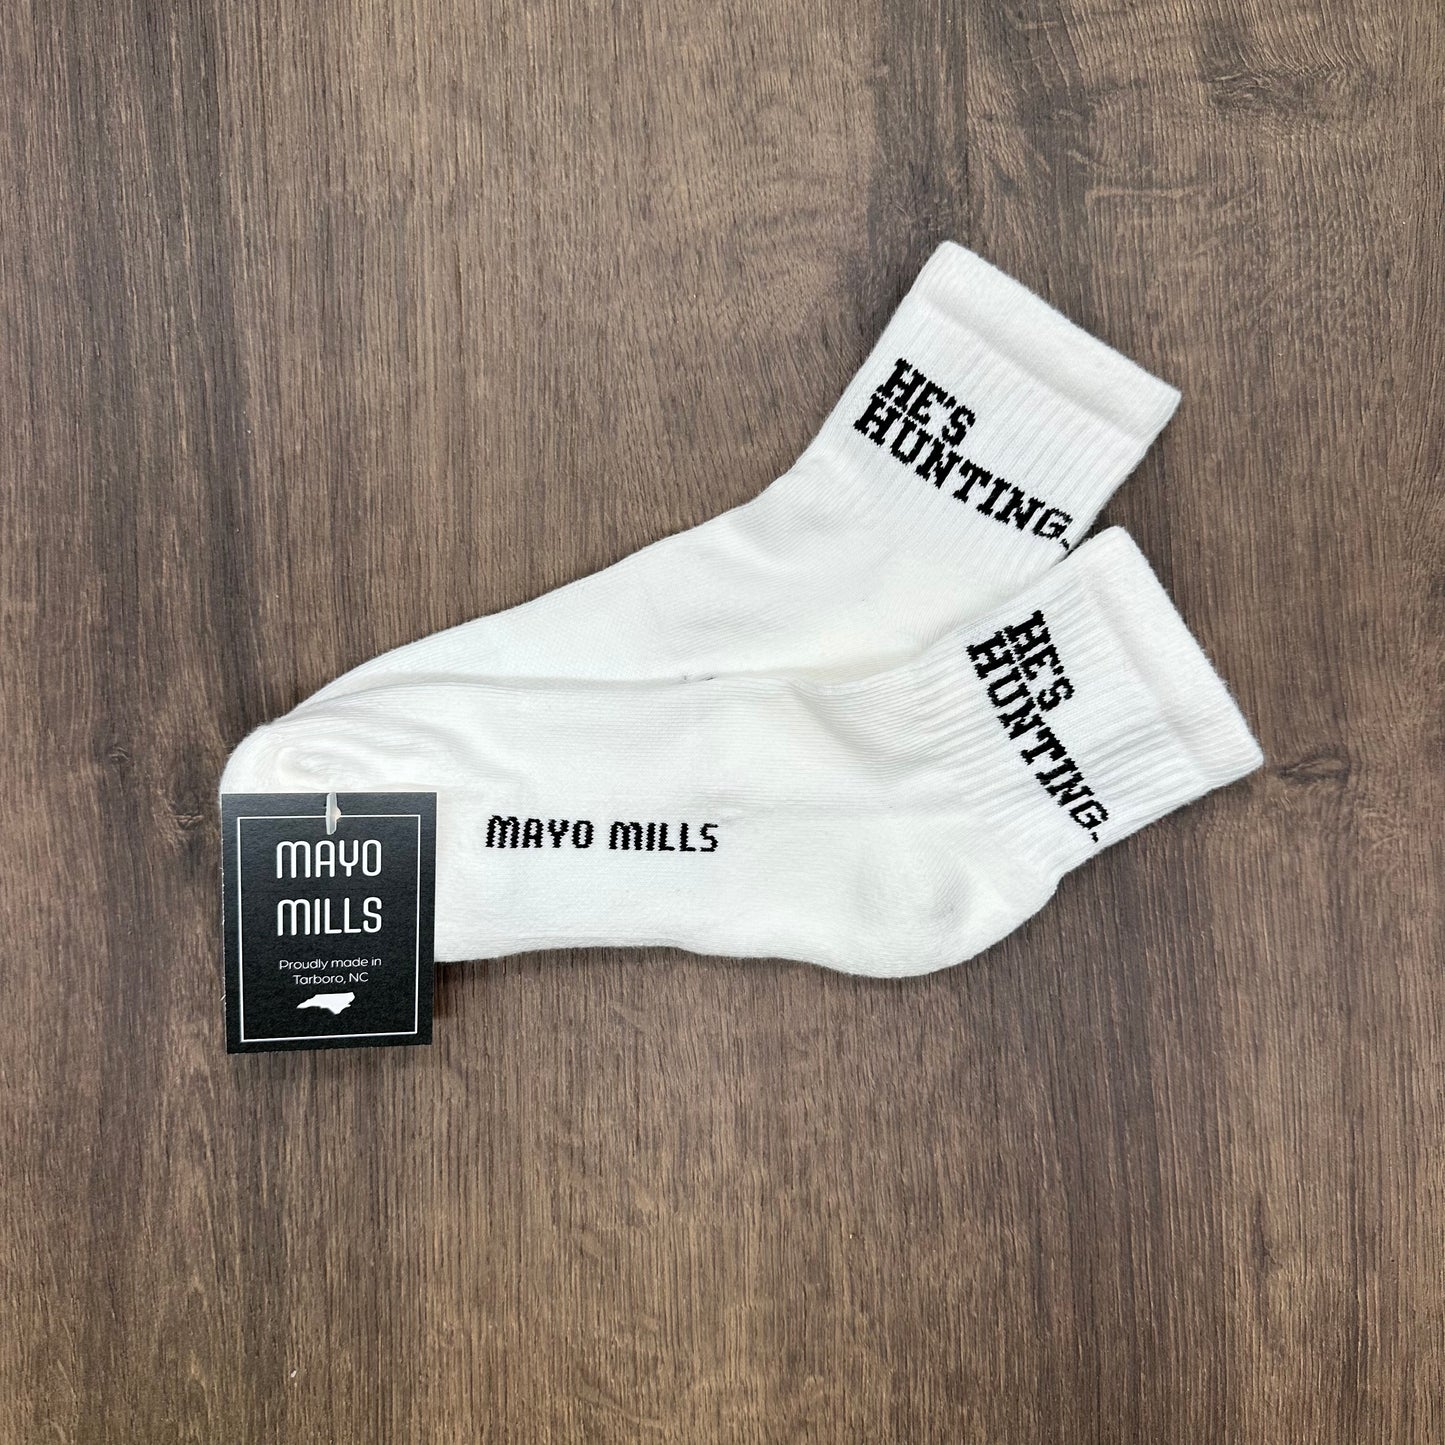 HE'S
HUNTING
HE'S
HUNTING
MAYO MILLS
MAYO
MILLS
Proudly made in
Tarboro, NC